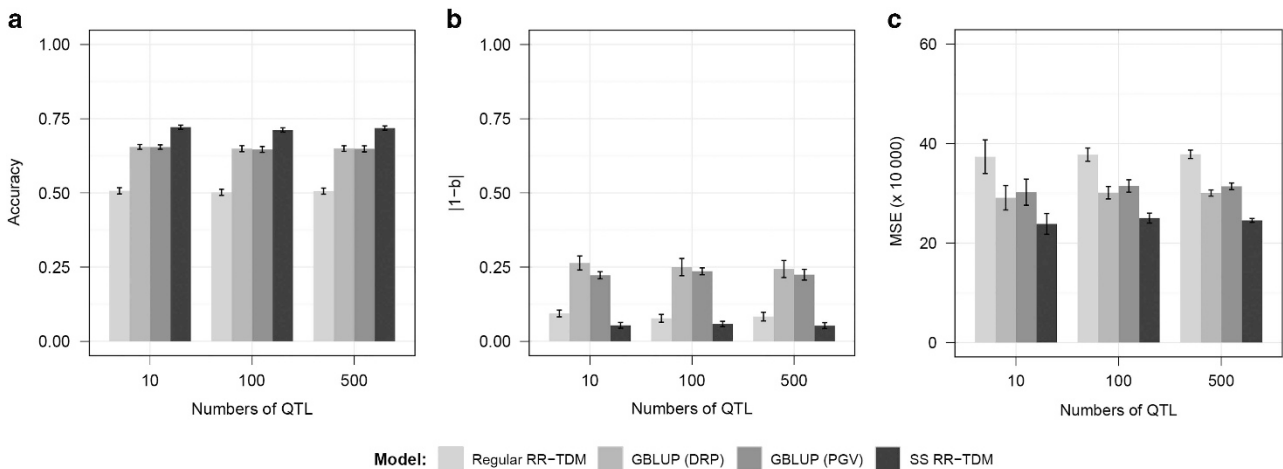 a
1.00
0.75
0.50
0.25
0.00
Accuracy
10
100
500
Numbers of QTL
b
1.00
0.75
0.50
0.25
0.00
|1−b|
10
100
500
Numbers of QTL
c
60
40
20
0
MSE (x 10 000)
10
100
500
Numbers of QTL
Model: Regular RR−TDM GBLUP (DRP) GBLUP (PGV) SS RR−TDM